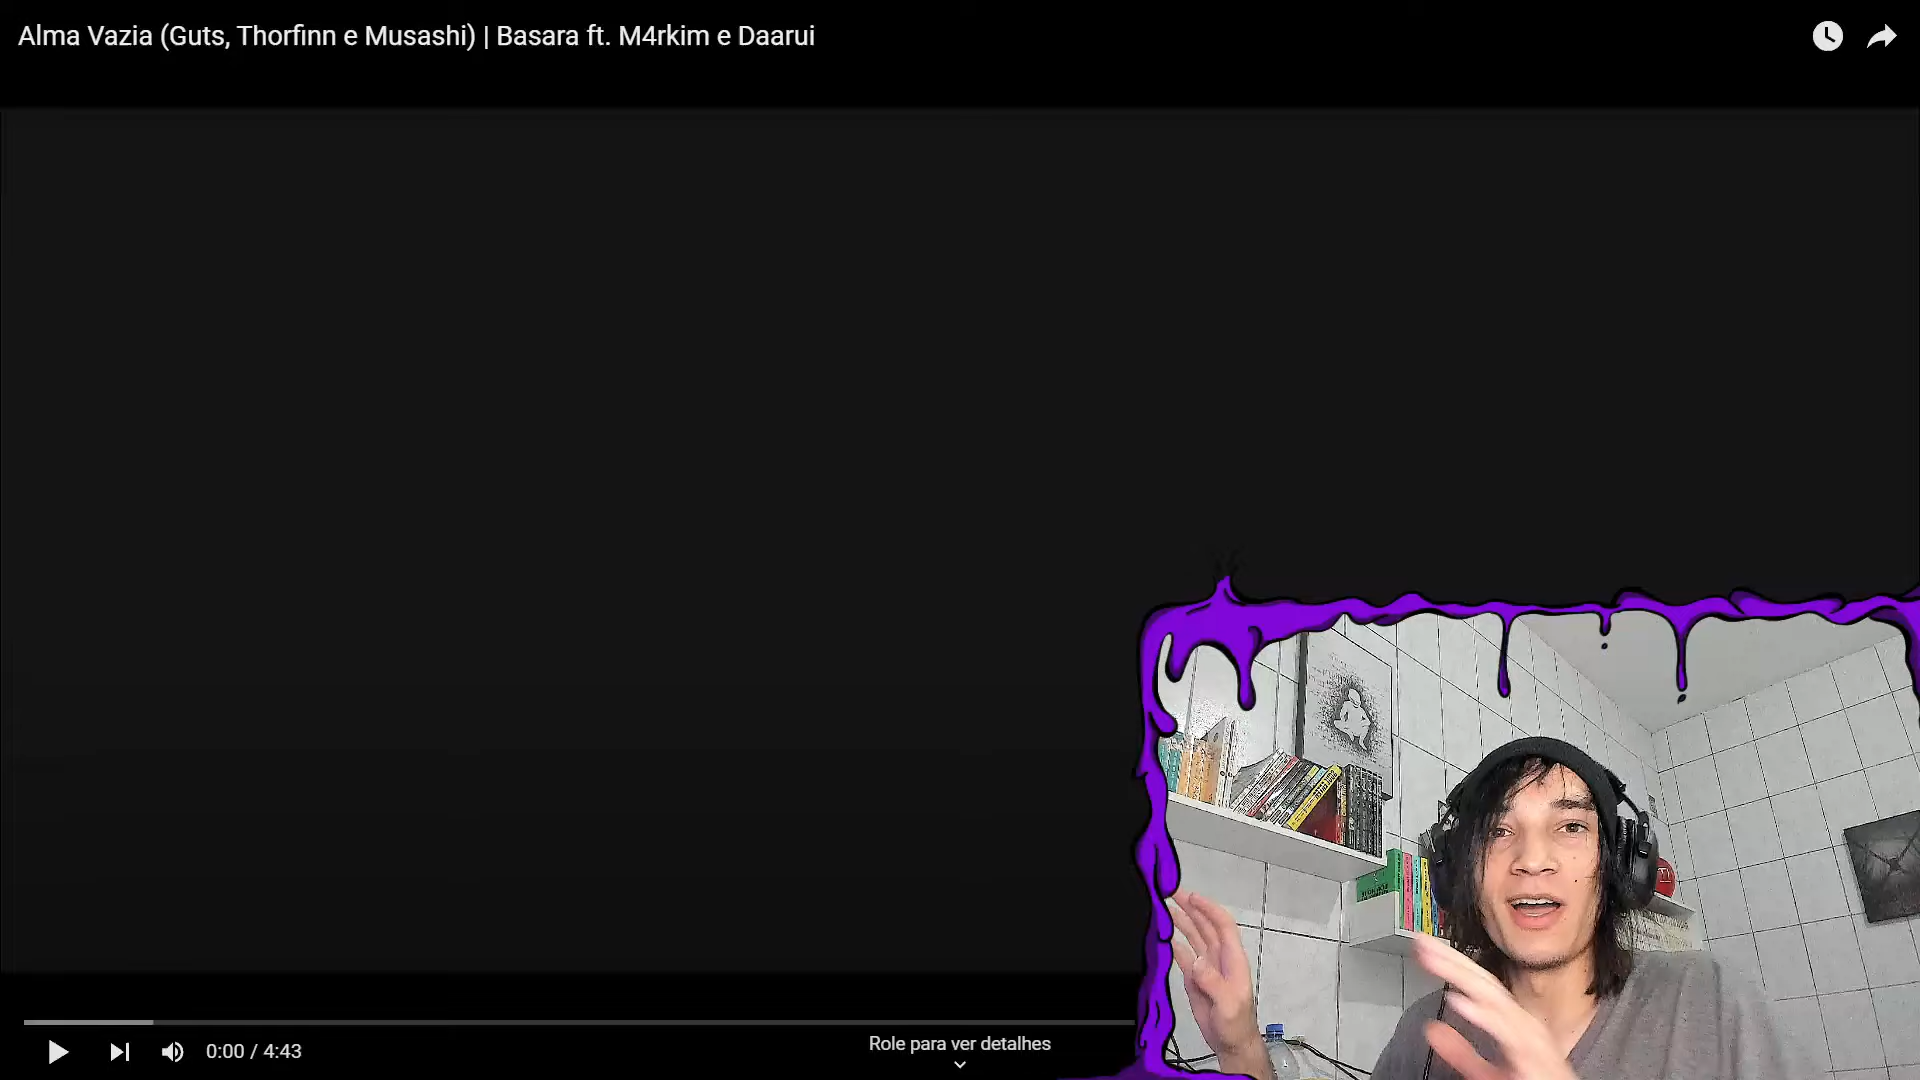 Alma Vazia (Guts, Thorfinn e Musashi) | Basara ft. M4rkim e Daarui
0:00 / 4:43
Role para ver detalhes